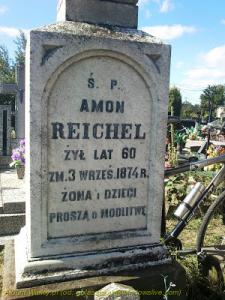 Ś. P.
AMON
REICHEL
ŻYŁ LAT 60
ZM. 3 WRZEŚ. 1874 R.
ŻONA I DZIECI
PROSZĄ O MODLITWĘ